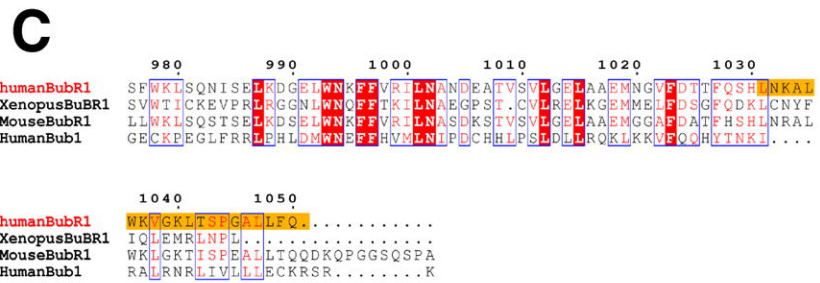 C
980 990 1000 1010 1020 1030
humanBubR1 SFWKLSQNISELKDGELWNKFFVRILNANDEATVSVLGELAAEMNGVFDTTFQSHLNKAL
XenopusBuBR1 SVWTICKEVPRLRGGNLWNQFFTKILNAEGPST.CVLRELPKEGMMELFDSGFQDKLCNYF
MouseBubR1 LLWKLSQSTSELKDSELWNKFFVRILNASDKSTVSVLGELAAEMGGAFDATFHSHLNRAL
HumanBub1 GECKPEGLFRRLPHLDMWNEFFHVMLNIPDCHHLPSLDLLRQKLKKVFQQHYTNKI....
1040 1050
humanBubR1 WKVGKLTSPGALLFQ...........
XenopusBuBR1 IQLEMRLNPL................
MouseBubR1 WKLGKTISPEALLTQQDKQPGGSQSPA
HumanBub1 RALRNRLIVLLLECKRSR........K